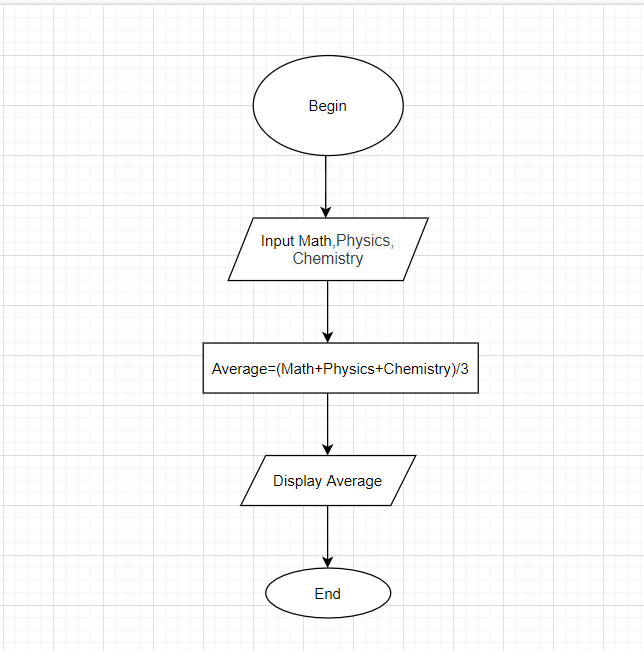 Begin
Input Math,Physics,
Chemistry
Average=(Math+Physics+Chemistry)/3
Display Average
End